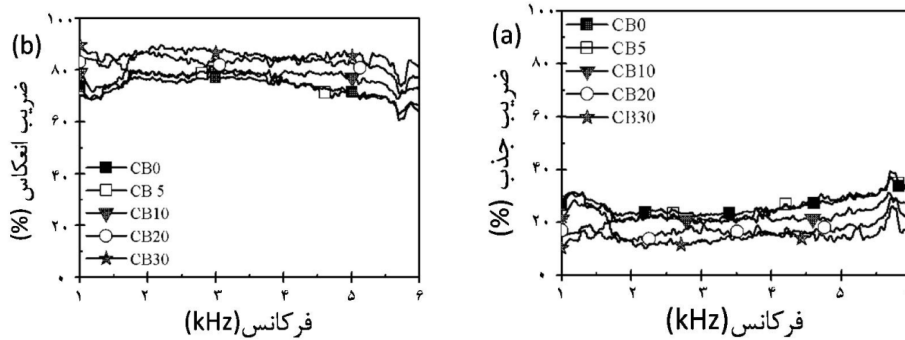 (b)
ضریب انعکاس (%)
۱۰۰
۸۰
۶۰
۴۰
۲۰
۰
CB0
CB 5
CB10
CB20
CB30
۱ ۲ ۳ ۴ ۵ ۶
فرکانس(kHz)
(a)
ضریب جذب (%)
۱۰۰
۸۰
۶۰
۴۰
۲۰
۰
CB0
CB5
CB10
CB20
CB30
۱ ۲ ۳ ۴ ۵
فرکانس(kHz)